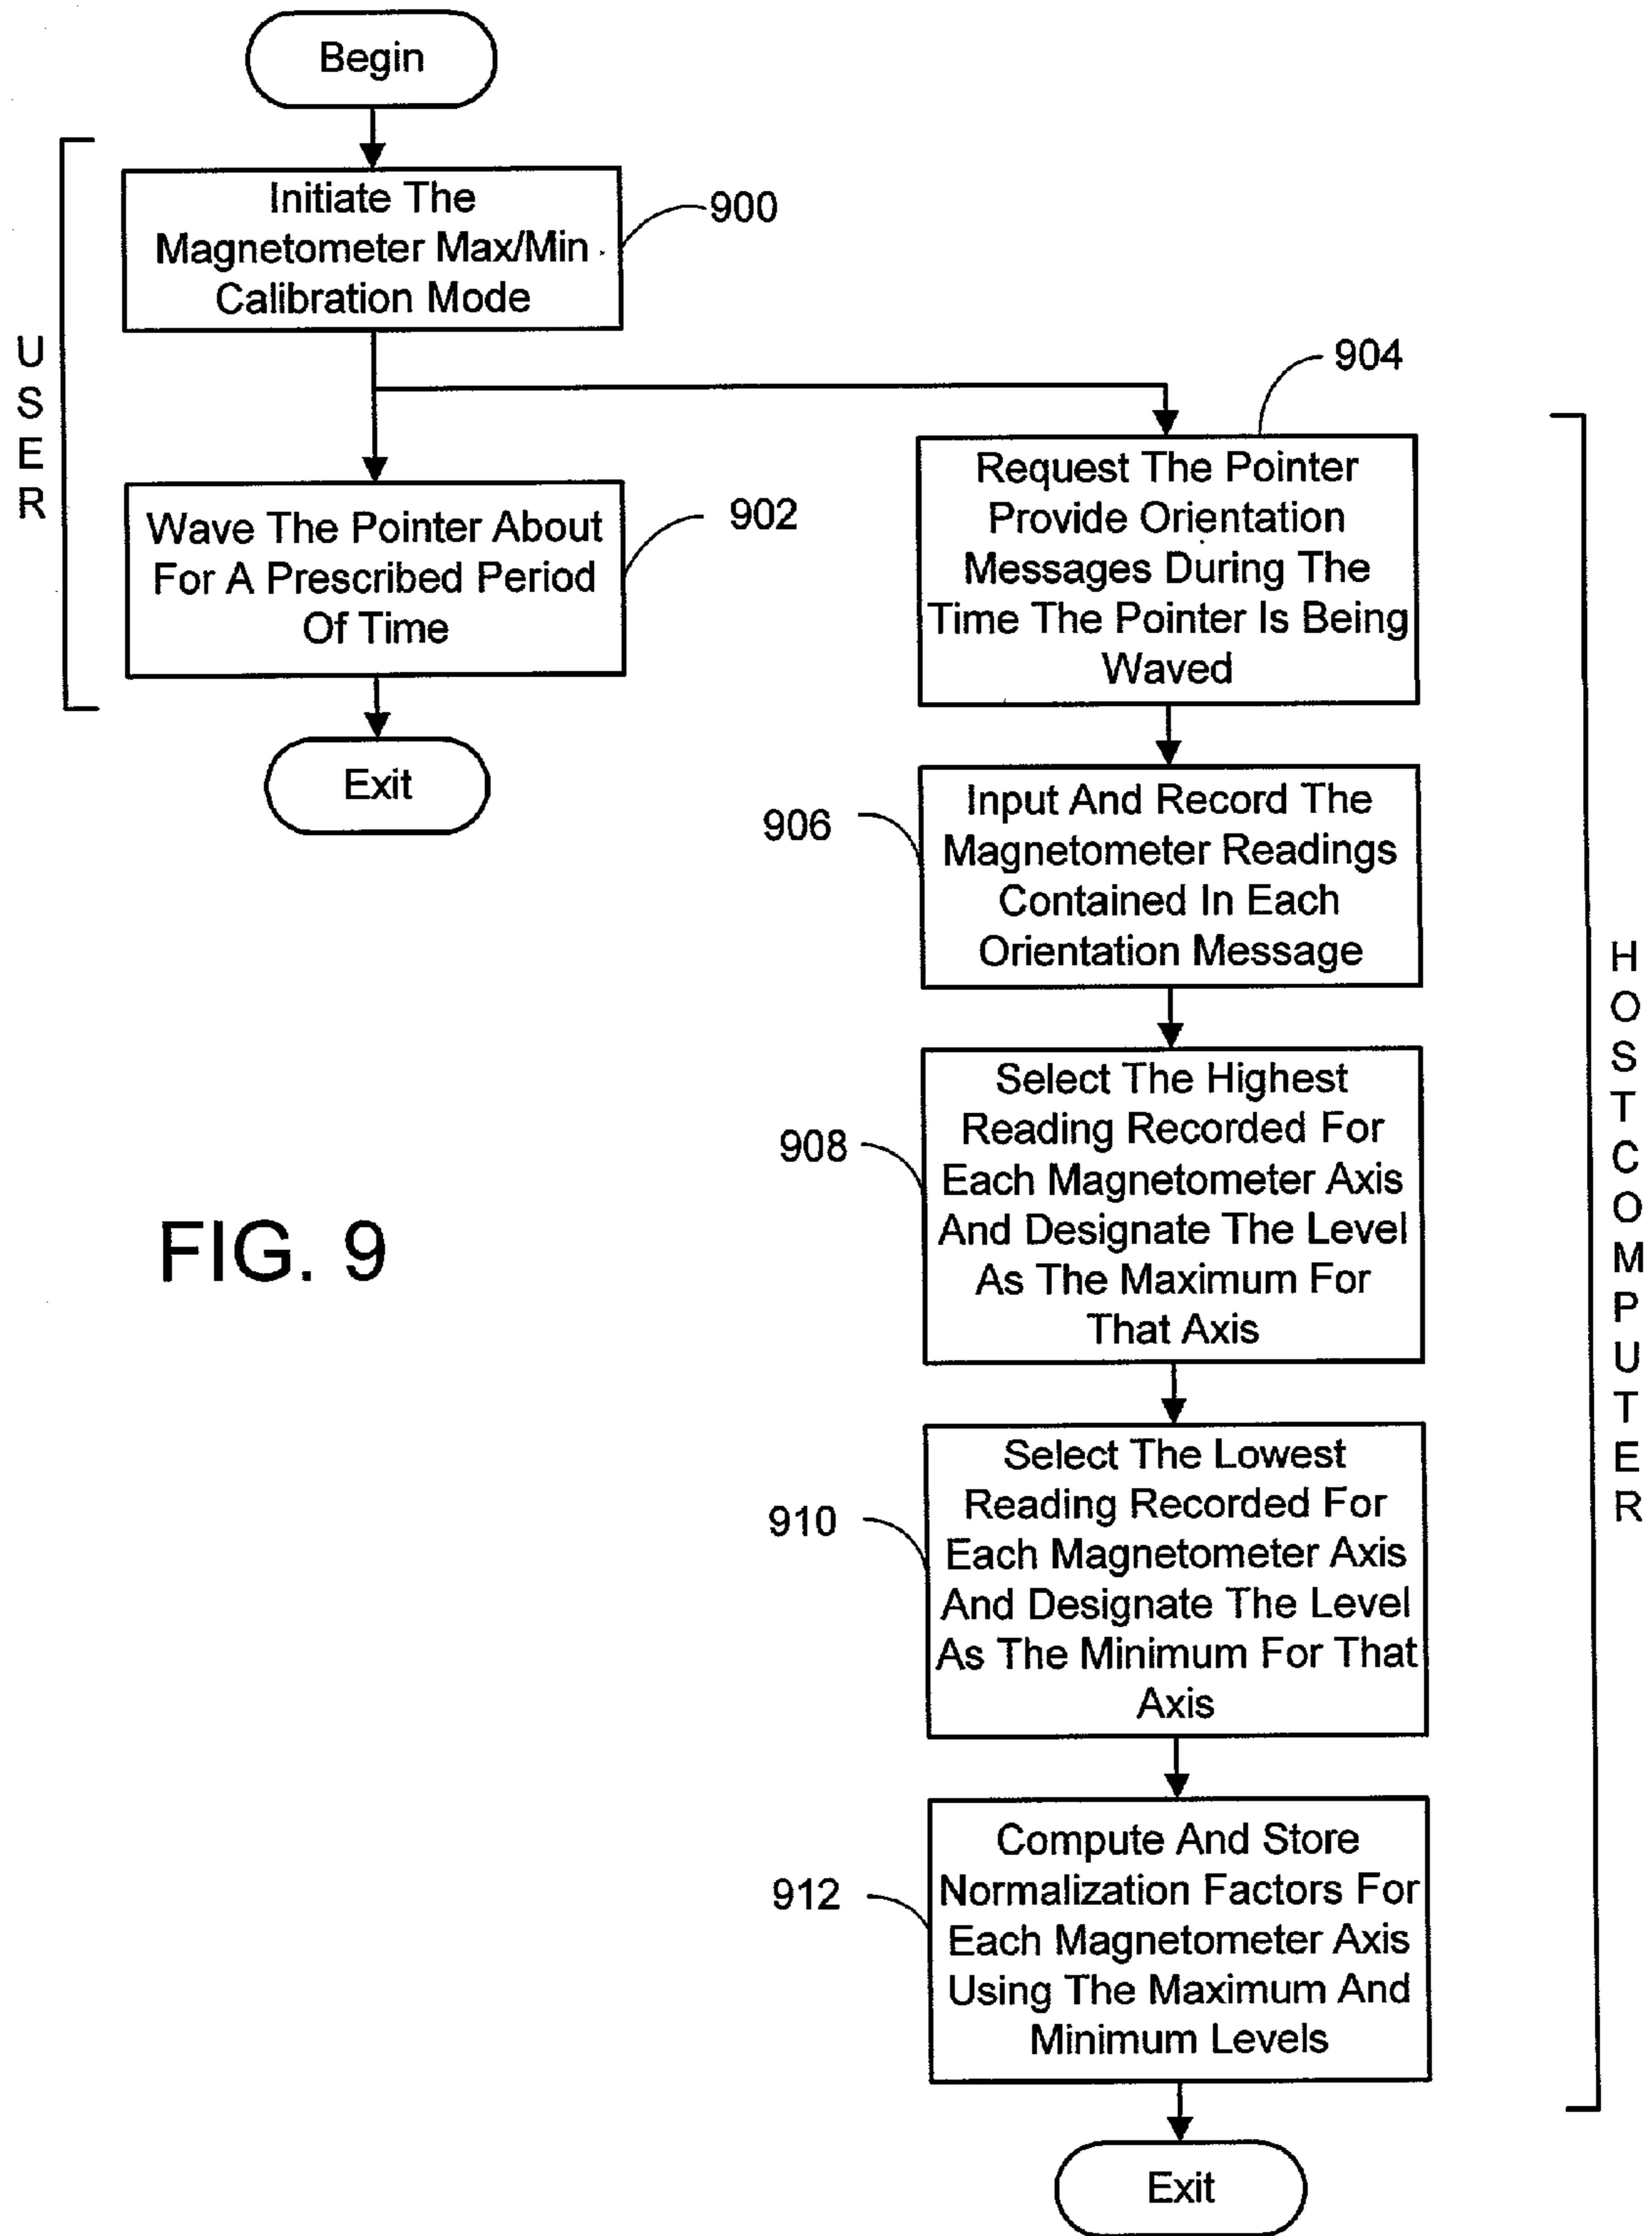 Begin
Initiate The
Magnetometer Max/Min
Calibration Mode
900
USER
904
Wave The Pointer About
For A Prescribed Period
Of Time
902
Exit
Request The Pointer
Provide Orientation
Messages During The
Time The Pointer Is Being
Waved
906
Input And Record The
Magnetometer Readings
Contained In Each
Orientation Message
HOST COMPUTER
908
Select The Highest
Reading Recorded For
Each Magnetometer Axis
And Designate The Level
As The Maximum For
That Axis
FIG. 9
910
Select The Lowest
Reading Recorded For
Each Magnetometer Axis
And Designate The Level
As The Minimum For That
Axis
912
Compute And Store
Normalization Factors For
Each Magnetometer Axis
Using The Maximum And
Minimum Levels
Exit